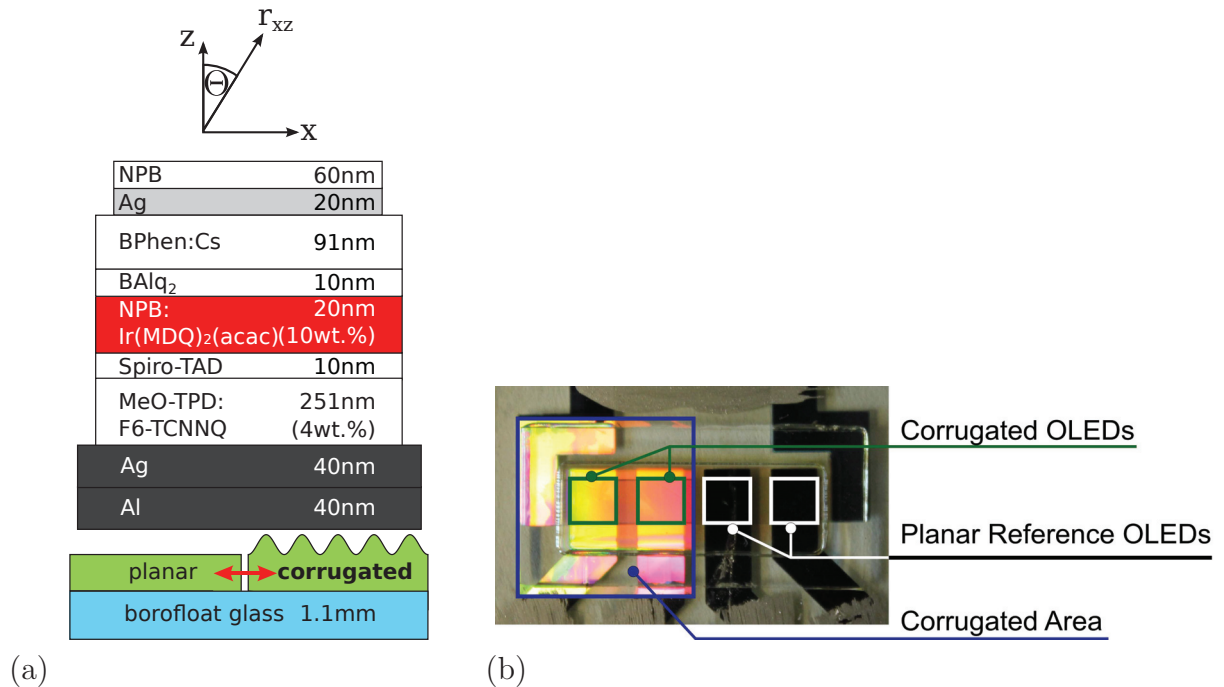 z
r_xz
Θ
x
NPB 60nm
Ag 20nm
BPhen:Cs 91nm
BAlq₂ 10nm
NPB: 20nm
Ir(MDQ)₂(acac)(10wt.%)
Spiro-TAD 10nm
MeO-TPD: 251nm
F6-TCNNQ (4wt.%)
Ag 40nm
Al 40nm
planar corrugated
borofloat glass 1.1mm
(a)
Corrugated OLEDs
Planar Reference OLEDs
Corrugated Area
(b)